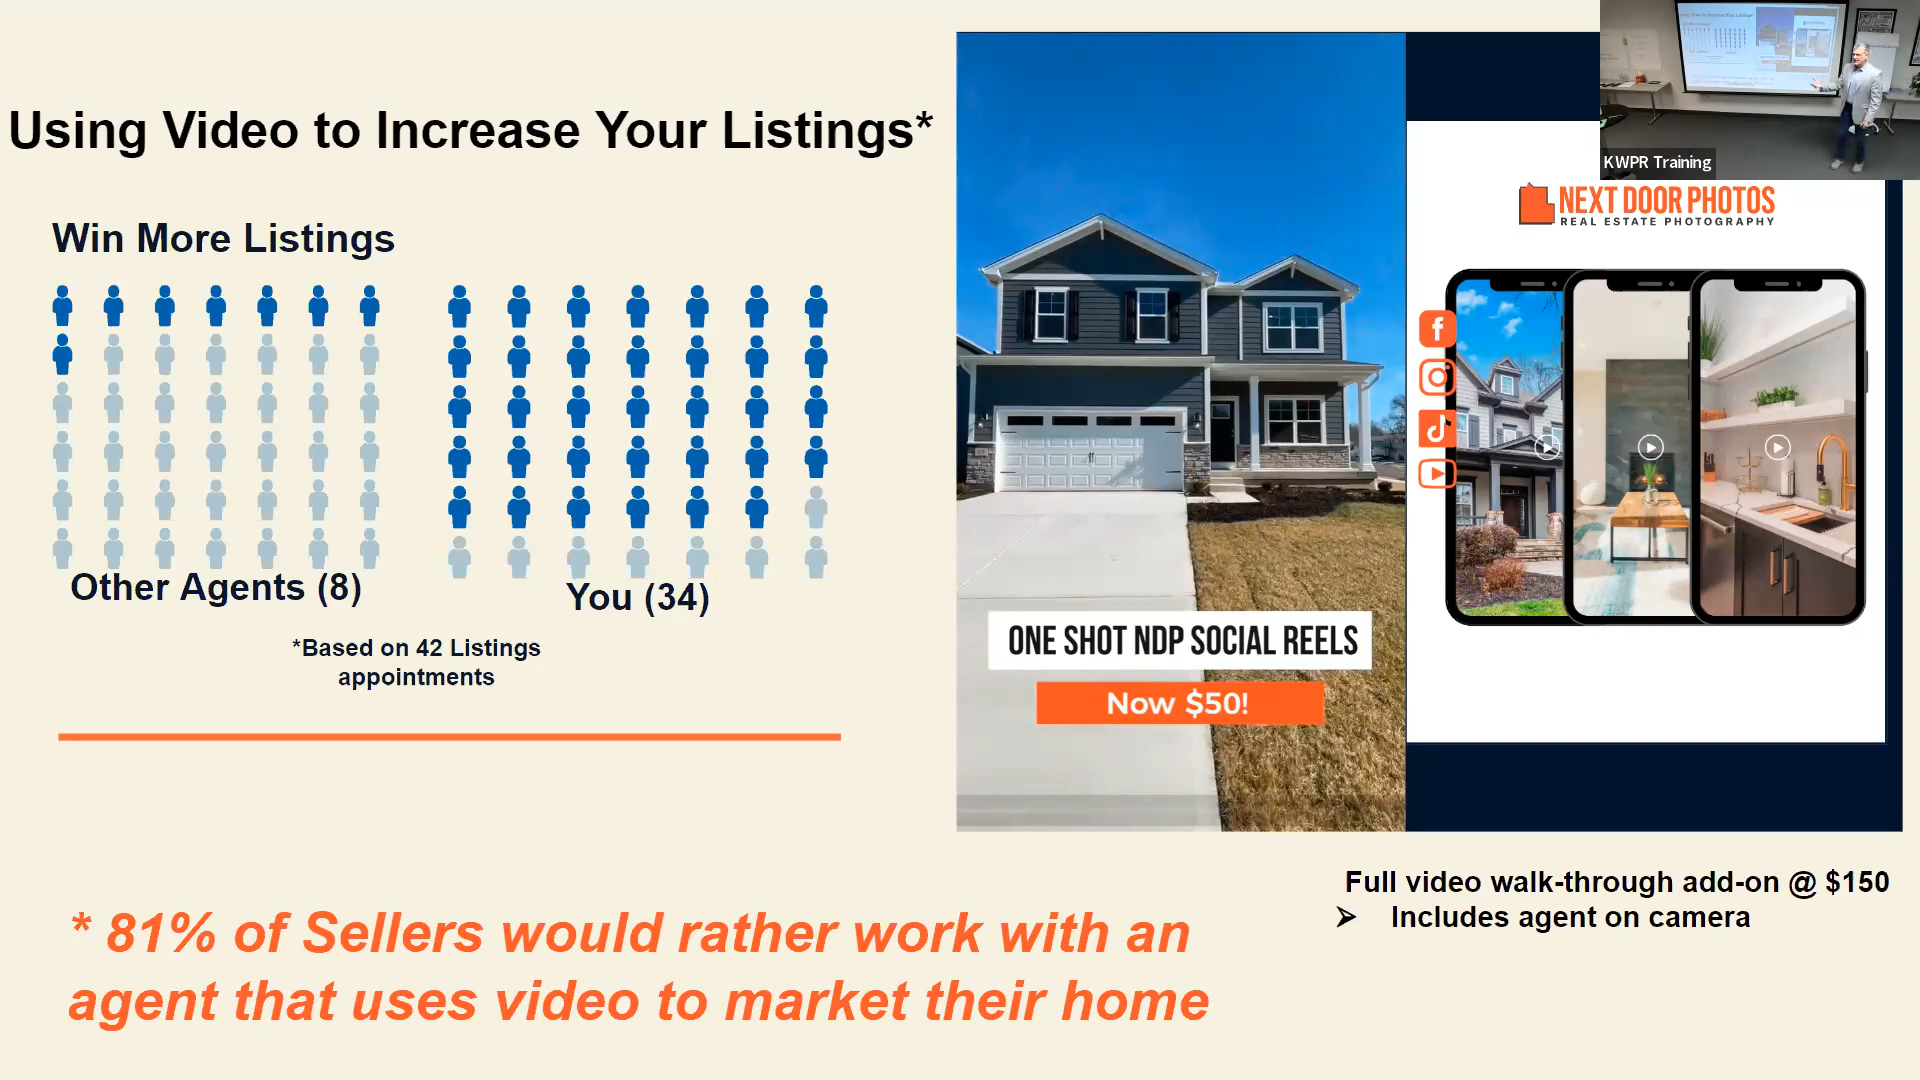 Using Video to Increase Your Listings*
Win More Listings
Other Agents (8)
You (34)
*Based on 42 Listings
appointments
* 81% of Sellers would rather work with an
agent that uses video to market their home
ONE SHOT NDP SOCIAL REELS
Now $50!
KWPR Training
NEXT DOOR PHOTOS
REAL ESTATE PHOTOGRAPHY
Full video walk-through add-on @ $150
➢ Includes agent on camera